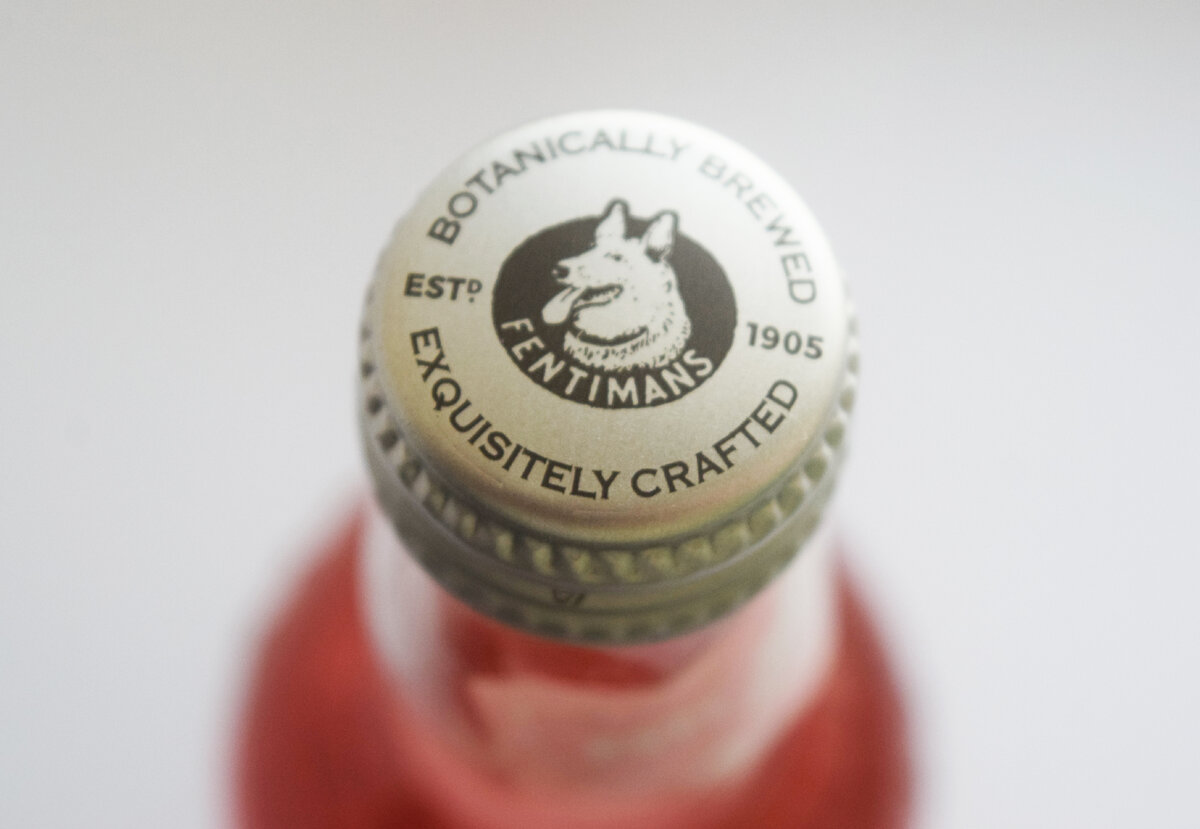 BOTANICALLY BREWED
ESTD.
1905
FENTIMANS
EXQUISITELY CRAFTED